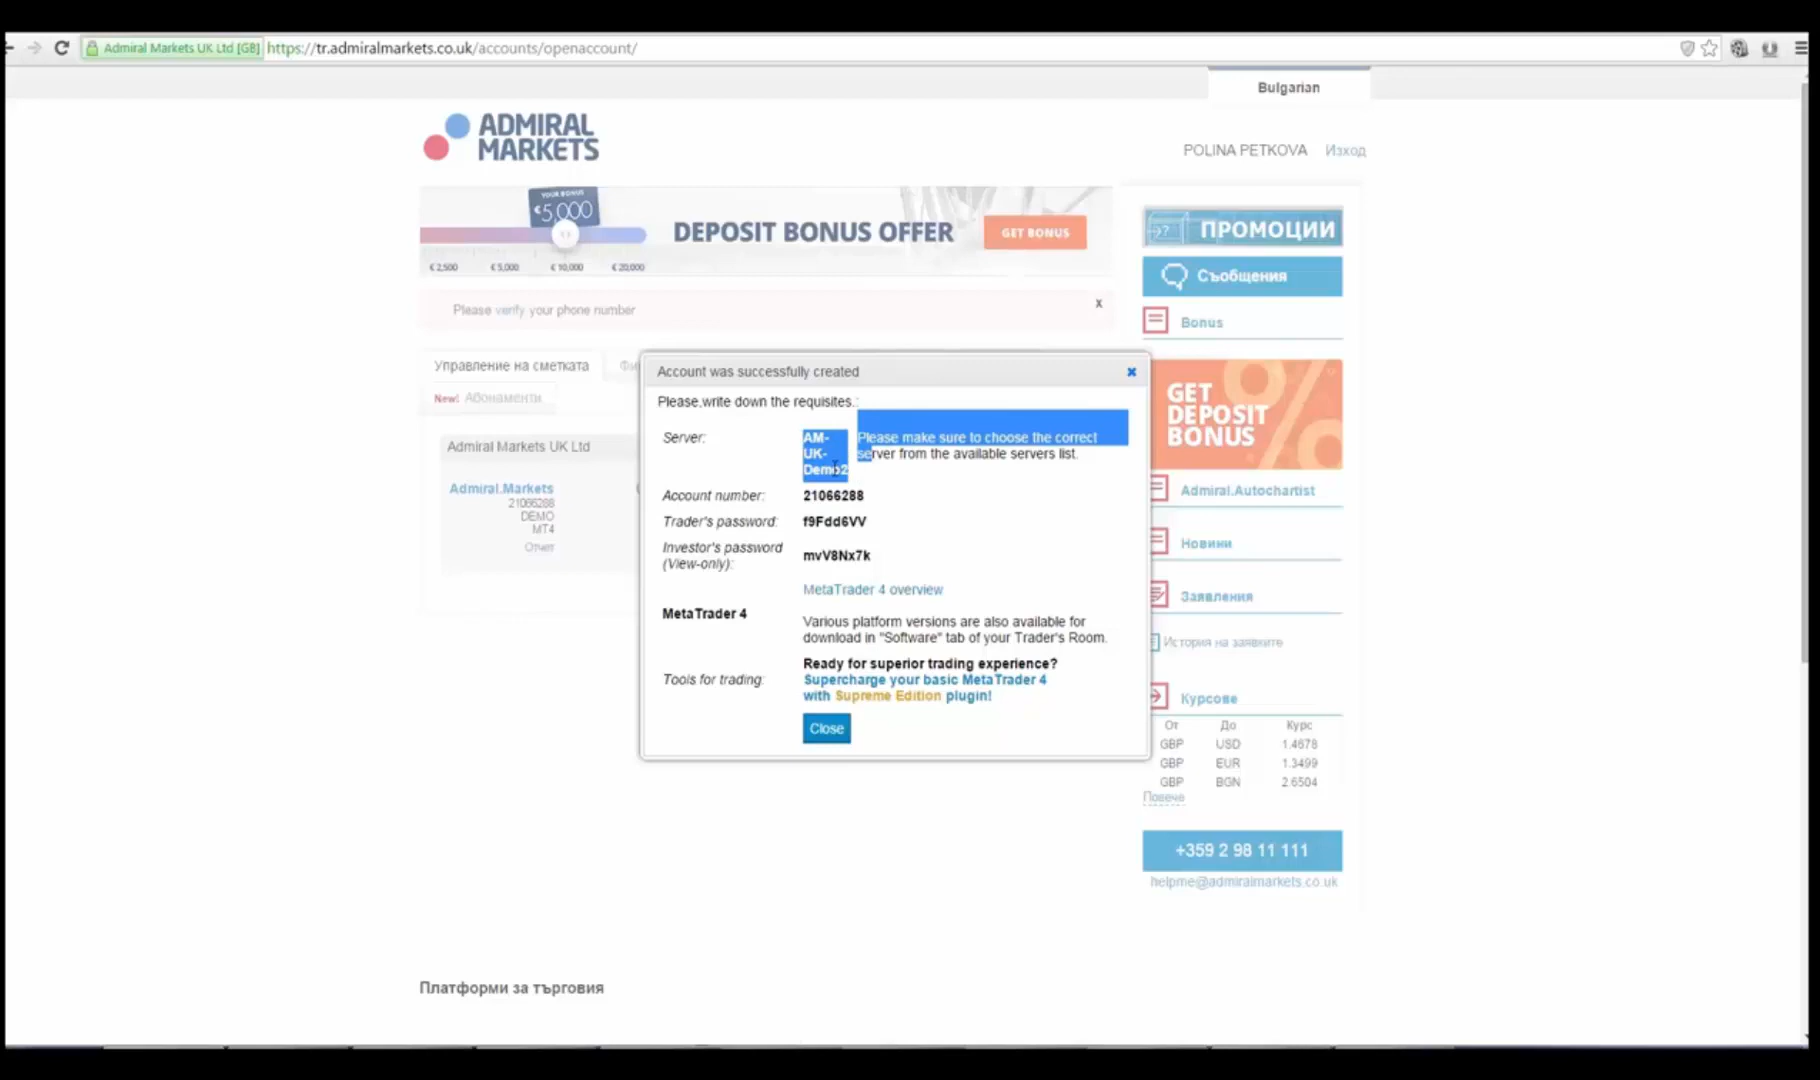 Admiral Markets UK Ltd [GB] https://tr.admiralmarkets.co.uk/accounts/openaccount/
Bulgarian
ADMIRAL
MARKETS
POLINA PETKOVA Изход
YOUR BONUS
€5,000
€ 2,500 € 5,000 € 10,000 € 20,000
DEPOSIT BONUS OFFER
GET BONUS
Please verify your phone number
x
ПРОМОЦИИ
Съобщения
Bonus
GET
DEPOSIT
BONUS
%
Admiral.Autochartist
Новини
Заявления
История на заявките
Курсове
От До Курс
GBP USD 1.4678
GBP EUR 1.3499
GBP BGN 2.6504
Повече
+359 2 98 11 111
helpme@admiralmarkets.co.uk
Управление на сметката
New! Абонаменти
Admiral Markets UK Ltd
Admiral.Markets
21066288
DEMO
MT4
Отчет
Account was successfully created
Please,write down the requisites.:
Server:
AM-
UK-
Demo2
Please make sure to choose the correct
server from the available servers list.
Account number: 21066288
Trader's password: f9Fdd6VV
Investor's password
(View-only):
mvV8Nx7k
MetaTrader 4 overview
MetaTrader 4
Various platform versions are also available for
download in "Software" tab of your Trader's Room.
Tools for trading:
Ready for superior trading experience?
Supercharge your basic MetaTrader 4
with Supreme Edition plugin!
Close
Платформи за търговия